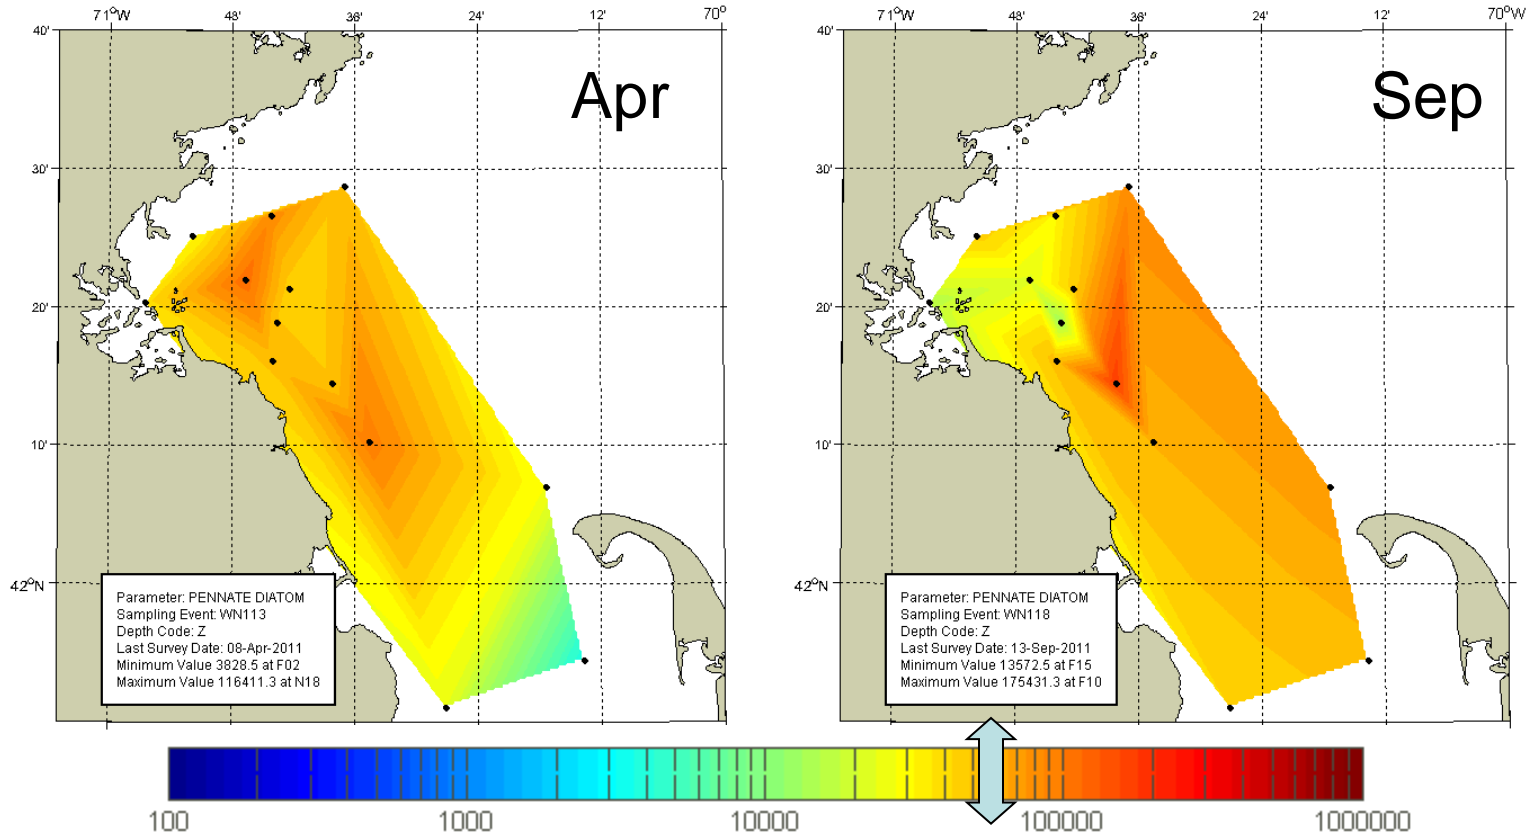 71°W 48' 36' 24' 12' 70°
40'
30'
20'
10'
42°N
Apr
Parameter: PENNATE DIATOM
Sampling Event: WN113
Depth Code: Z
Last Survey Date: 08-Apr-2011
Minimum Value 3828.5 at F02
Maximum Value 116411.3 at N18
71°W 48' 36' 24' 12' 70°W
40'
30'
20'
10'
42°N
Sep
Parameter: PENNATE DIATOM
Sampling Event: WN118
Depth Code: Z
Last Survey Date: 13-Sep-2011
Minimum Value 13572.5 at F15
Maximum Value 175431.3 at F10
100 1000 10000 100000 1000000